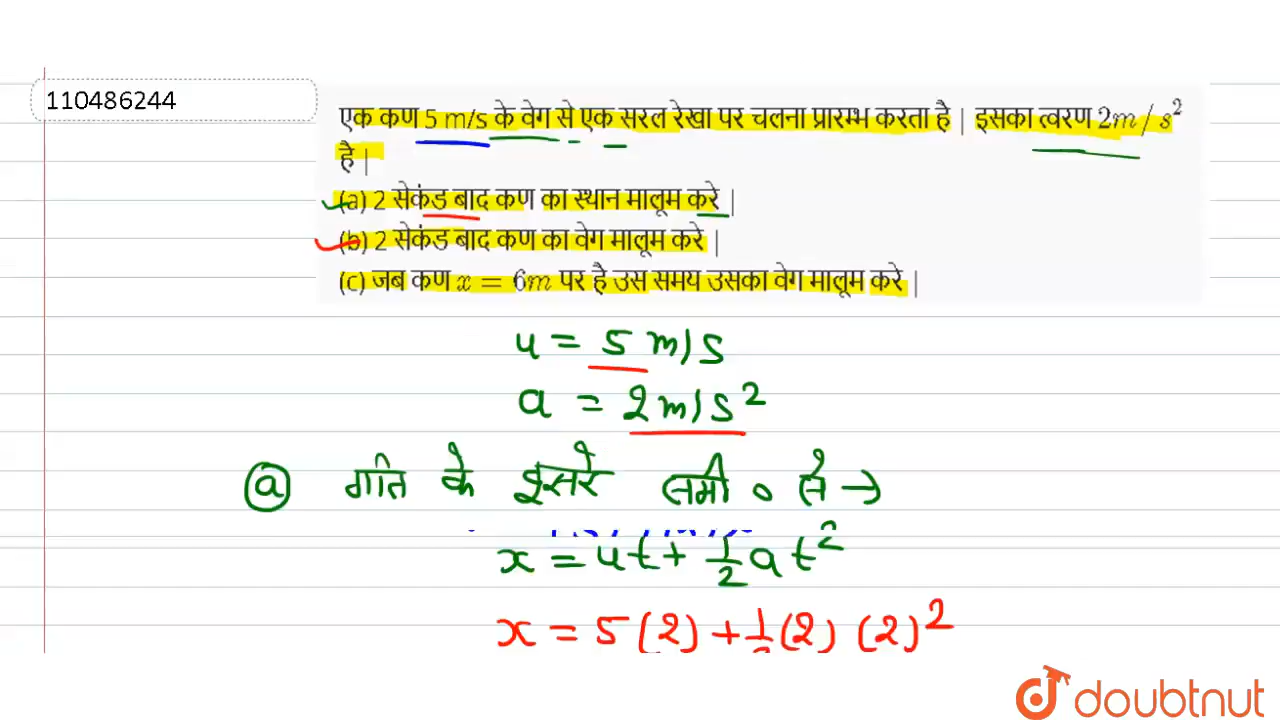 110486244
एक कण 5 m/s के वेग से एक सरल रेखा पर चलना प्रारम्भ करता है | इसका त्वरण 2m/s²
है |
(a) 2 सेकंड बाद कण का स्थान मालूम करे |
(b) 2 सेकंड बाद कण का वेग मालूम करे |
(c) जब कण x = 6m पर है उस समय उसका वेग मालूम करे |
u = 5 m/s
a = 2m/s²
(a) गति के दूसरे समी० से →
x = ut + 1/2 a t²
x = 5(2) + 1/2 (2) (2)²
doubtnut